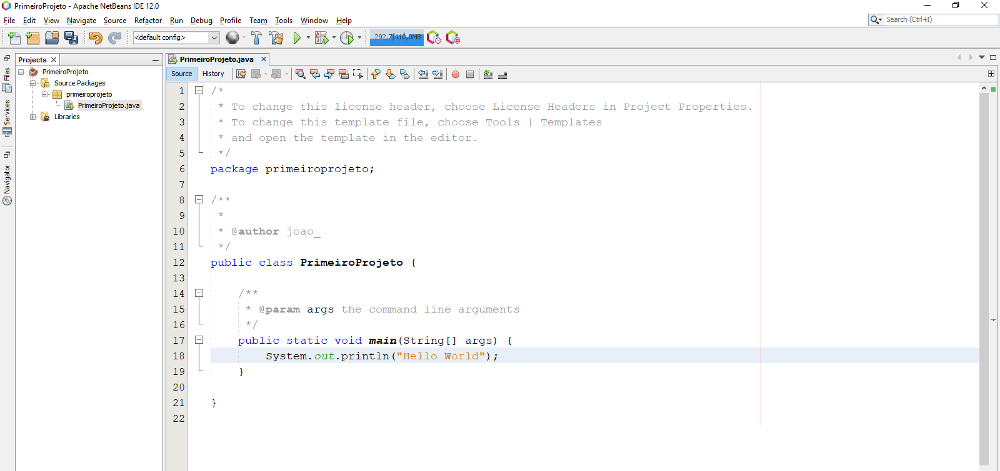 PrimeiroProjeto - Apache NetBeans IDE 12.0
File Edit View Navigate Source Refactor Run Debug Profile Team Tools Window Help
Search (Ctrl+I)
<default config>
292,7/410,0MB
Projects
PrimeiroProjeto
Source Packages
primeiroprojeto
PrimeiroProjeto.java
Libraries
Files
Services
Navigator
PrimeiroProjeto.java
Source History
1 /*
2 * To change this license header, choose License Headers in Project Properties.
3 * To change this template file, choose Tools | Templates
4 * and open the template in the editor.
5 */
6 package primeiroprojeto;
7
8 /**
9 *
10 * @author joao_
11 */
12 public class PrimeiroProjeto {
13
14 /**
15 * @param args the command line arguments
16 */
17 public static void main(String[] args) {
18 System.out.println("Hello World");
19 }
20
21 }
22